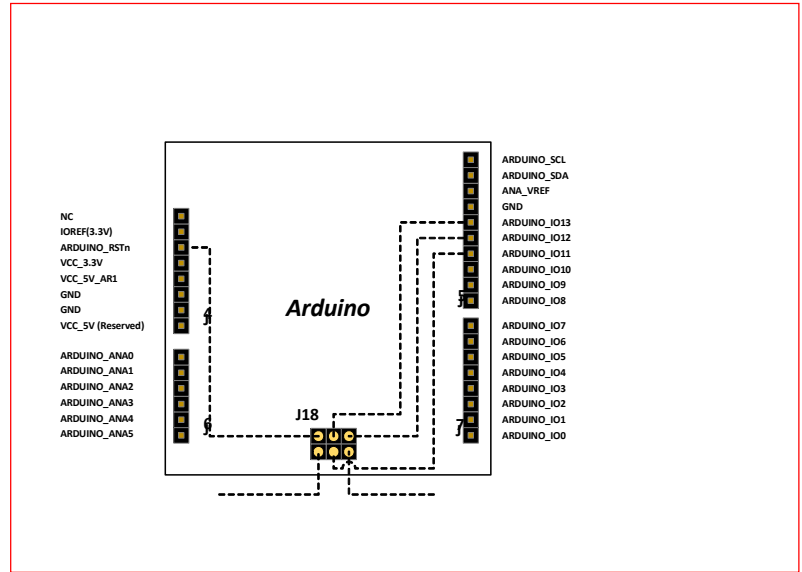 NC
IOREF(3.3V)
ARDUINO_RSTn
VCC_3.3V
VCC_5V_AR1
GND
GND
VCC_5V (Reserved)
ARDUINO_ANA0
ARDUINO_ANA1
ARDUINO_ANA2
ARDUINO_ANA3
ARDUINO_ANA4
ARDUINO_ANA5
Arduino
J18
ARDUINO_SCL
ARDUINO_SDA
ANA_VREF
GND
ARDUINO_IO13
ARDUINO_IO12
ARDUINO_IO11
ARDUINO_IO10
ARDUINO_IO9
ARDUINO_IO8
ARDUINO_IO7
ARDUINO_IO6
ARDUINO_IO5
ARDUINO_IO4
ARDUINO_IO3
ARDUINO_IO2
ARDUINO_IO1
ARDUINO_IO0